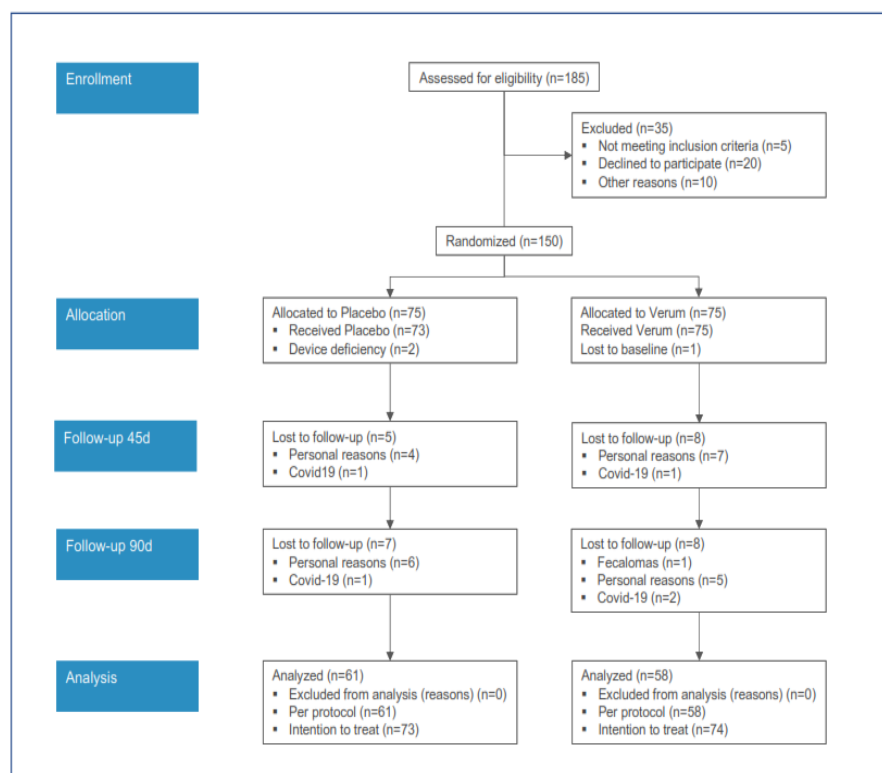 Enrollment
Assessed for eligibility (n=185)
Excluded (n=35)
▪ Not meeting inclusion criteria (n=5)
▪ Declined to participate (n=20)
▪ Other reasons (n=10)
Randomized (n=150)
Allocation
Allocated to Placebo (n=75)
▪ Received Placebo (n=73)
▪ Device deficiency (n=2)
Allocated to Verum (n=75)
Received Verum (n=75)
Lost to baseline (n=1)
Follow-up 45d
Lost to follow-up (n=5)
▪ Personal reasons (n=4)
▪ Covid19 (n=1)
Lost to follow-up (n=8)
▪ Personal reasons (n=7)
▪ Covid-19 (n=1)
Follow-up 90d
Lost to follow-up (n=7)
▪ Personal reasons (n=6)
▪ Covid-19 (n=1)
Lost to follow-up (n=8)
▪ Fecalomas (n=1)
▪ Personal reasons (n=5)
▪ Covid-19 (n=2)
Analysis
Analyzed (n=61)
▪ Excluded from analysis (reasons) (n=0)
▪ Per protocol (n=61)
▪ Intention to treat (n=73)
Analyzed (n=58)
▪ Excluded from analysis (reasons) (n=0)
▪ Per protocol (n=58)
▪ Intention to treat (n=74)